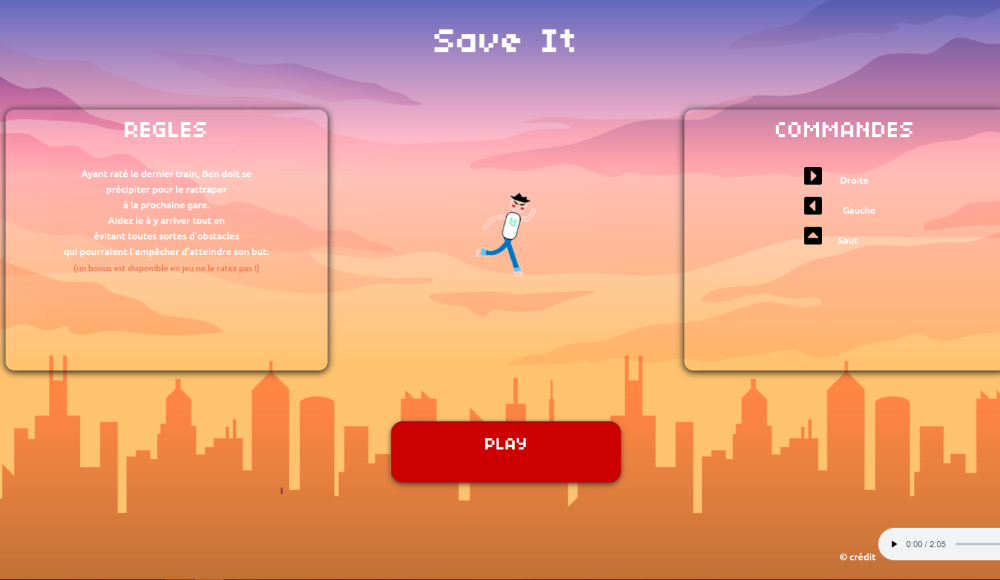 Save It
REGLES
Ayant raté le dernier train, Ben doit se
précipiter pour le rattraper
à la prochaine gare.
Aidez le à y arriver tout en
évitant toutes sortes d'obstacles
qui pourraient l'empêcher d'atteindre son but.
(un bonus est disponible en jeu ne le ratez pas !)
COMMANDES
Droite
Gauche
Saut
PLAY
© crédit
0:00 / 2:05